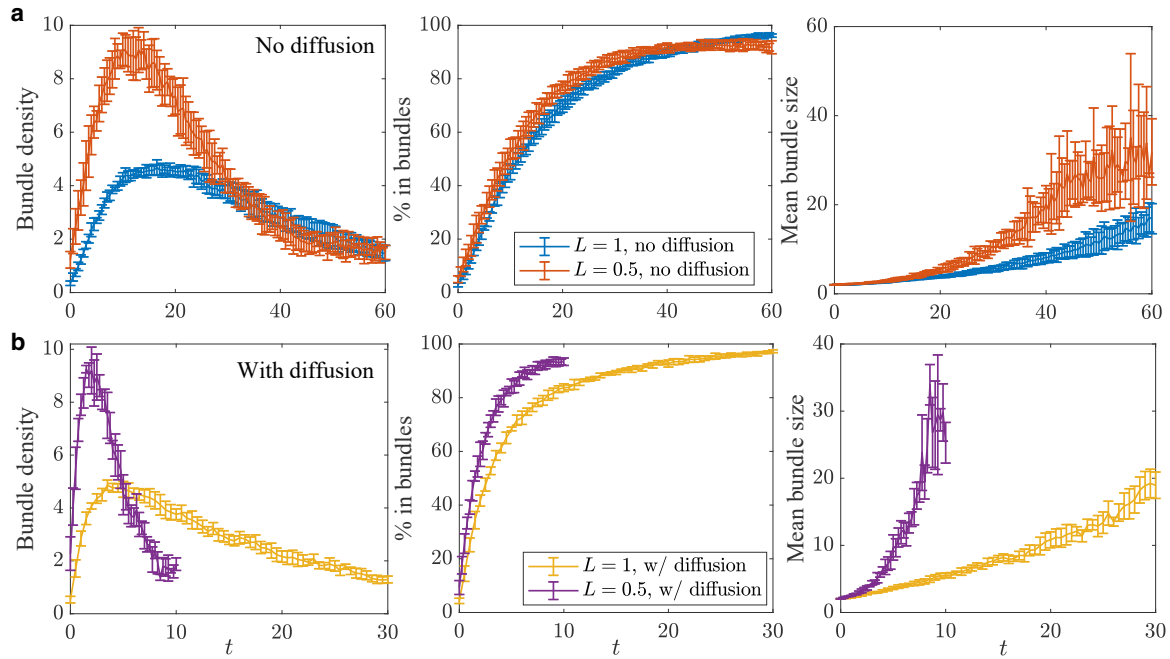 a
No diffusion
Bundle density
0 2 4 6 8 10
0 20 40 60
% in bundles
0 20 40 60 80 100
0 20 40 60
L = 1, no diffusion
L = 0.5, no diffusion
Mean bundle size
0 20 40 60
0 20 40 60
b
With diffusion
Bundle density
0 2 4 6 8 10
0 10 20 30
t
% in bundles
0 20 40 60 80 100
0 10 20 30
t
L = 1, w/ diffusion
L = 0.5, w/ diffusion
Mean bundle size
0 10 20 30 40
0 10 20 30
t